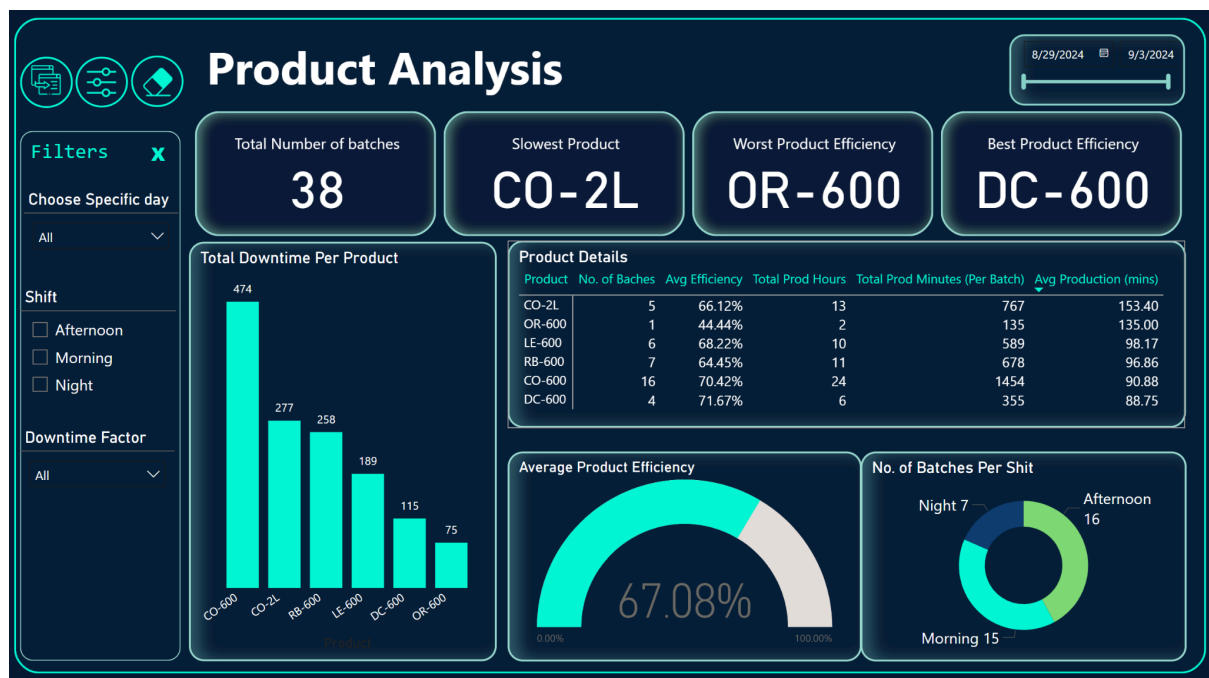 Product Analysis
8/29/2024 9/3/2024
Filters x
Choose Specific day
All
Shift
Afternoon
Morning
Night
Downtime Factor
All
Total Number of batches
38
Slowest Product
CO-2L
Worst Product Efficiency
OR-600
Best Product Efficiency
DC-600
Total Downtime Per Product
474
277
258
189
115
75
CO-600 CO-2L RB-600 LE-600 DC-600 OR-600
Product
Product Details
Product No. of Baches Avg Efficiency Total Prod Hours Total Prod Minutes (Per Batch) Avg Production (mins)
CO-2L 5 66.12% 13 767 153.40
OR-600 1 44.44% 2 135 135.00
LE-600 6 68.22% 10 589 98.17
RB-600 7 64.45% 11 678 96.86
CO-600 16 70.42% 24 1454 90.88
DC-600 4 71.67% 6 355 88.75
Average Product Efficiency
67.08%
0.00% 100.00%
No. of Batches Per Shit
Night 7
Afternoon
16
Morning 15